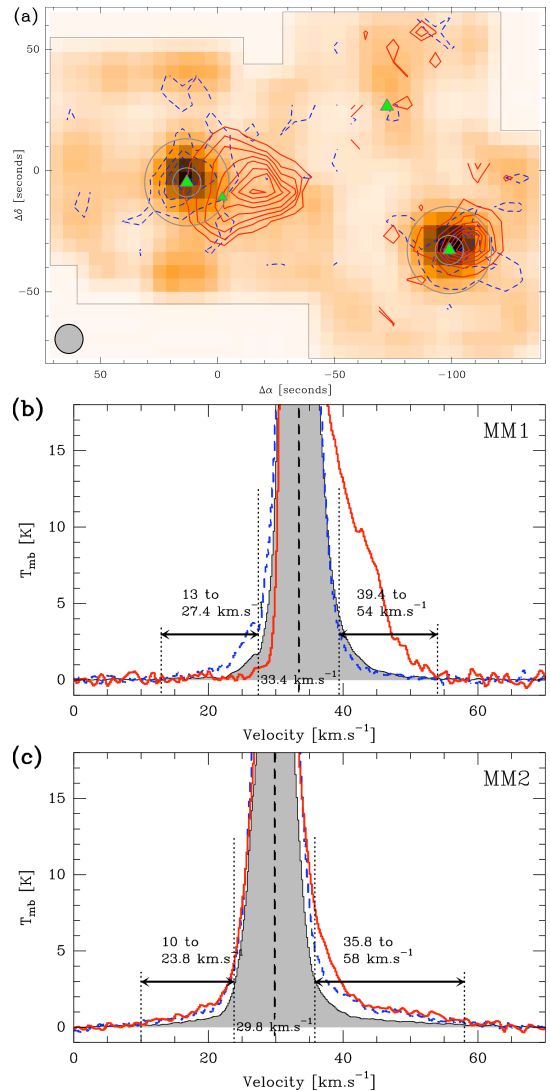 (a)
50
0
−50
Δδ [seconds]
50 0 −50 −100
Δα [seconds]
(b)
MM1
15
10
5
0
T_mb [K]
13 to
27.4 km.s⁻¹
39.4 to
54 km.s⁻¹
33.4 km.s⁻¹
0 20 40 60
Velocity [km.s⁻¹]
(c)
MM2
15
10
5
0
T_mb [K]
10 to
23.8 km.s⁻¹
35.8 to
58 km.s⁻¹
29.8 km.s⁻¹
0 20 40 60
Velocity [km.s⁻¹]